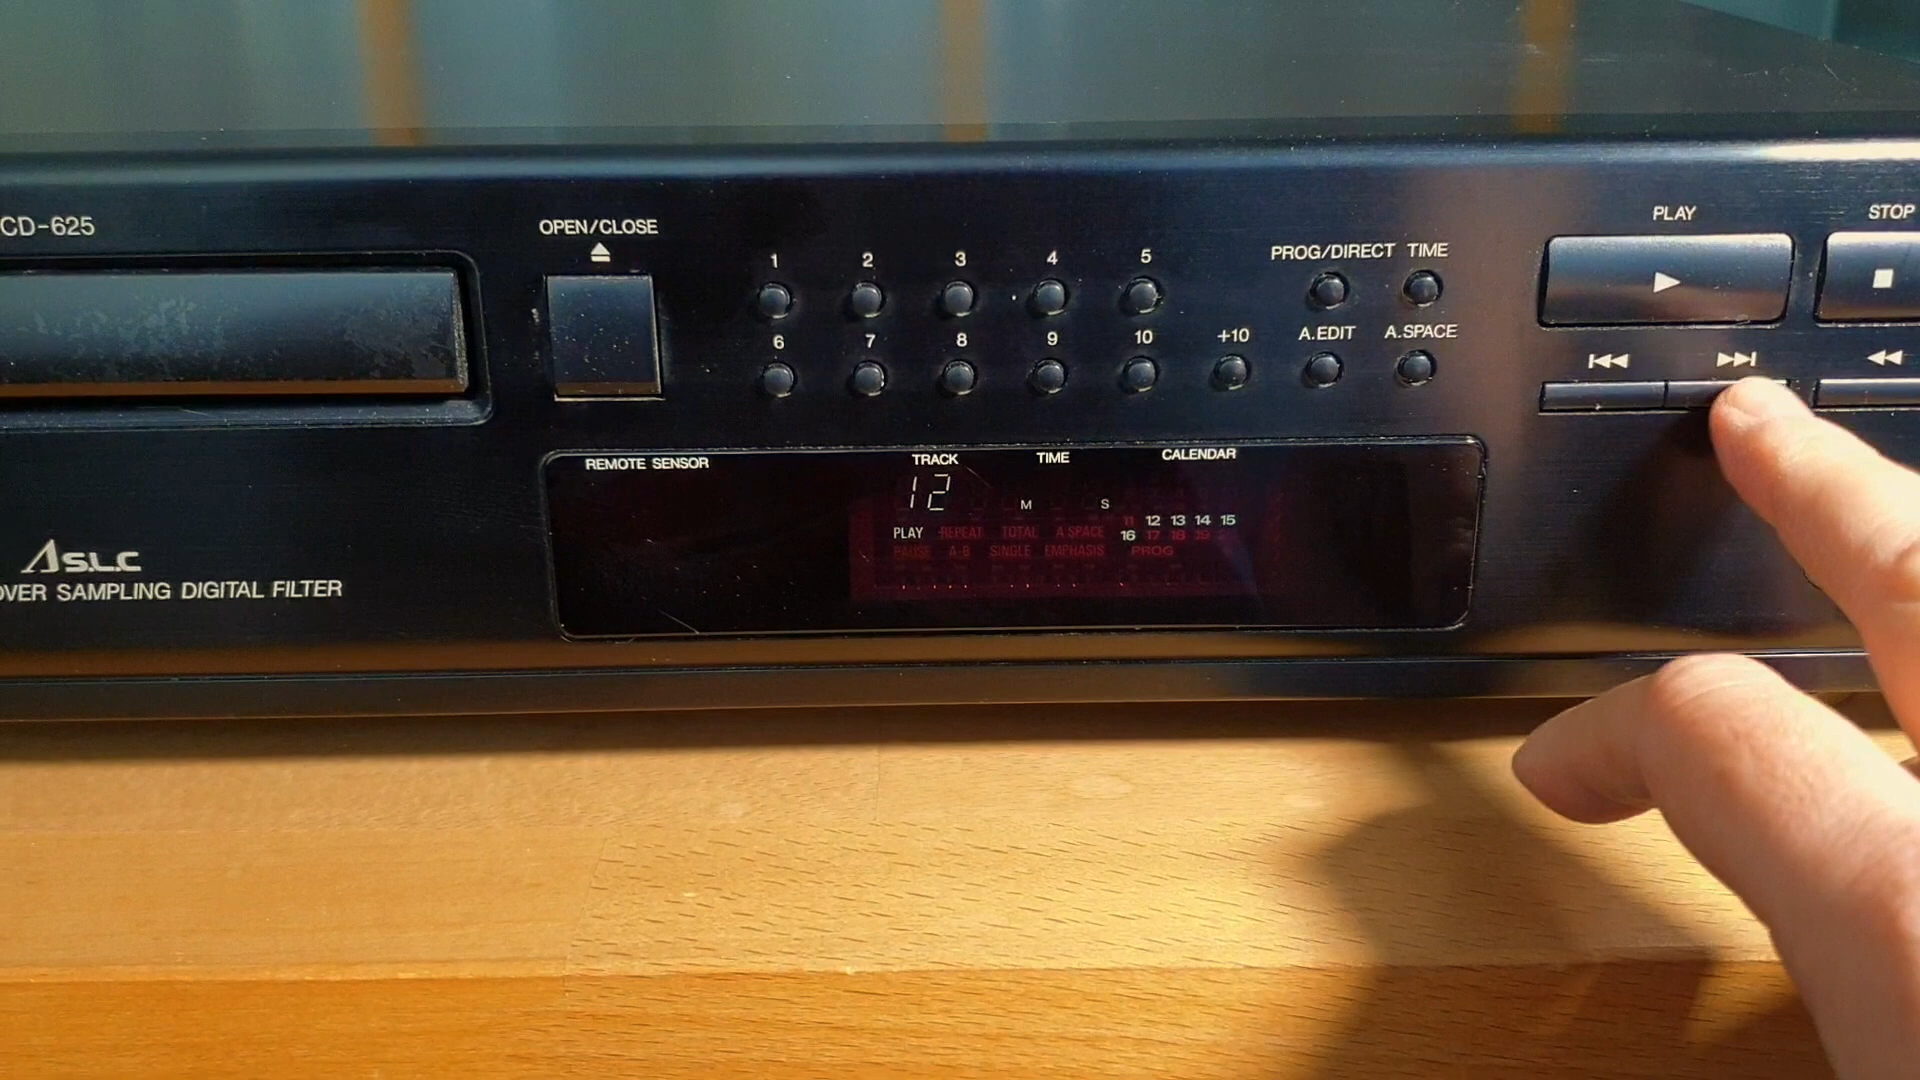 CD-625
OPEN/CLOSE
1 2 3 4 5
6 7 8 9 10 +10
PROG/DIRECT TIME
A.EDIT A.SPACE
PLAY
STOP
REMOTE SENSOR
TRACK TIME CALENDAR
12 M S
11 12 13 14 15
PLAY REPEAT TOTAL A.SPACE 16 17 18 19
PAUSE A-B SINGLE EMPHASIS PROG
A S.L.C
OVER SAMPLING DIGITAL FILTER